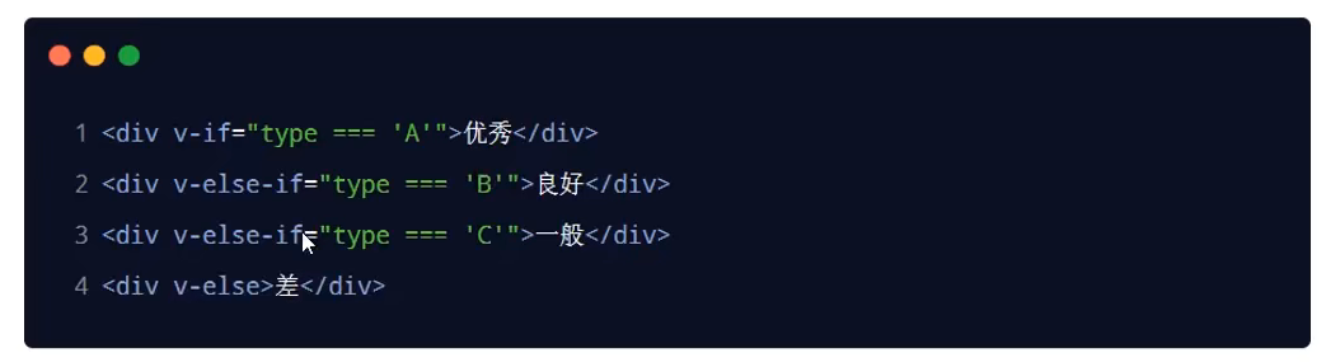 1 <div v-if="type === 'A'">优秀</div>
2 <div v-else-if="type === 'B'">良好</div>
3 <div v-else-if="type === 'C'">一般</div>
4 <div v-else>差</div>